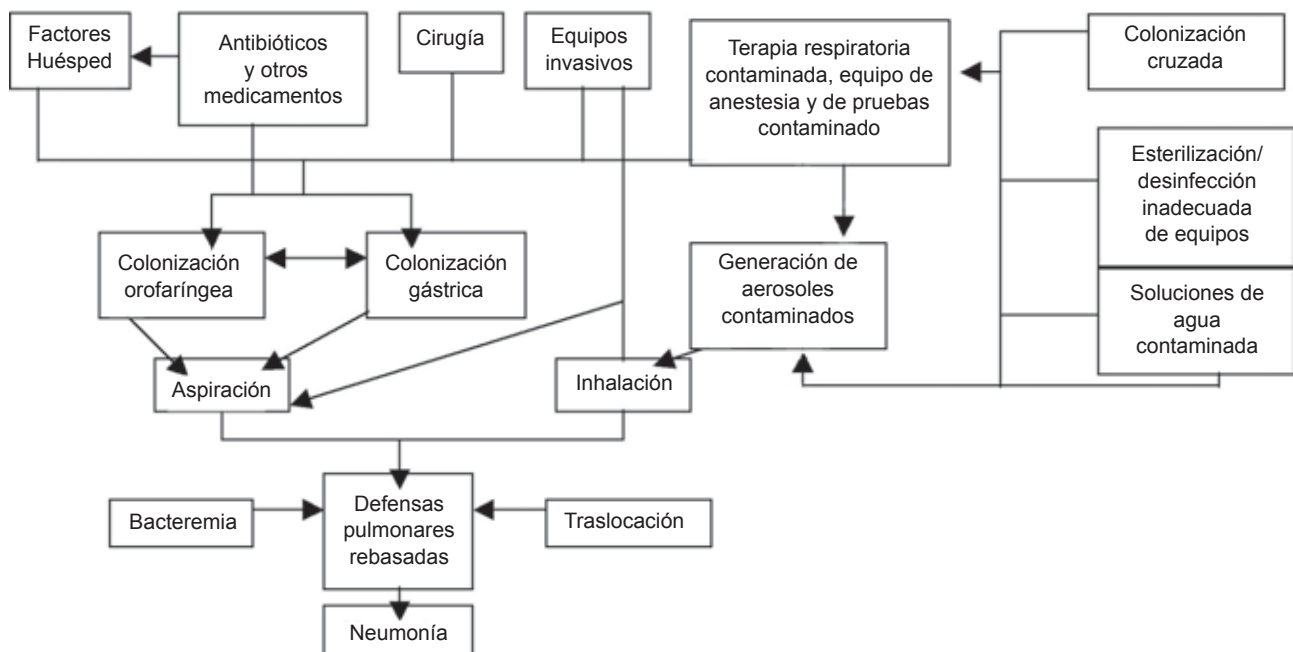 Factores
Huésped
Antibióticos
y otros
medicamentos
Cirugía
Equipos
invasivos
Terapia respiratoria
contaminada, equipo de
anestesia y de pruebas
contaminado
Colonización
cruzada
Esterilización/
desinfección
inadecuada
de equipos
Colonización
orofaríngea
Colonización
gástrica
Generación de
aerosoles
contaminados
Soluciones de
agua
contaminada
Aspiración
Inhalación
Bacteremia
Defensas
pulmonares
rebasadas
Traslocación
Neumonía